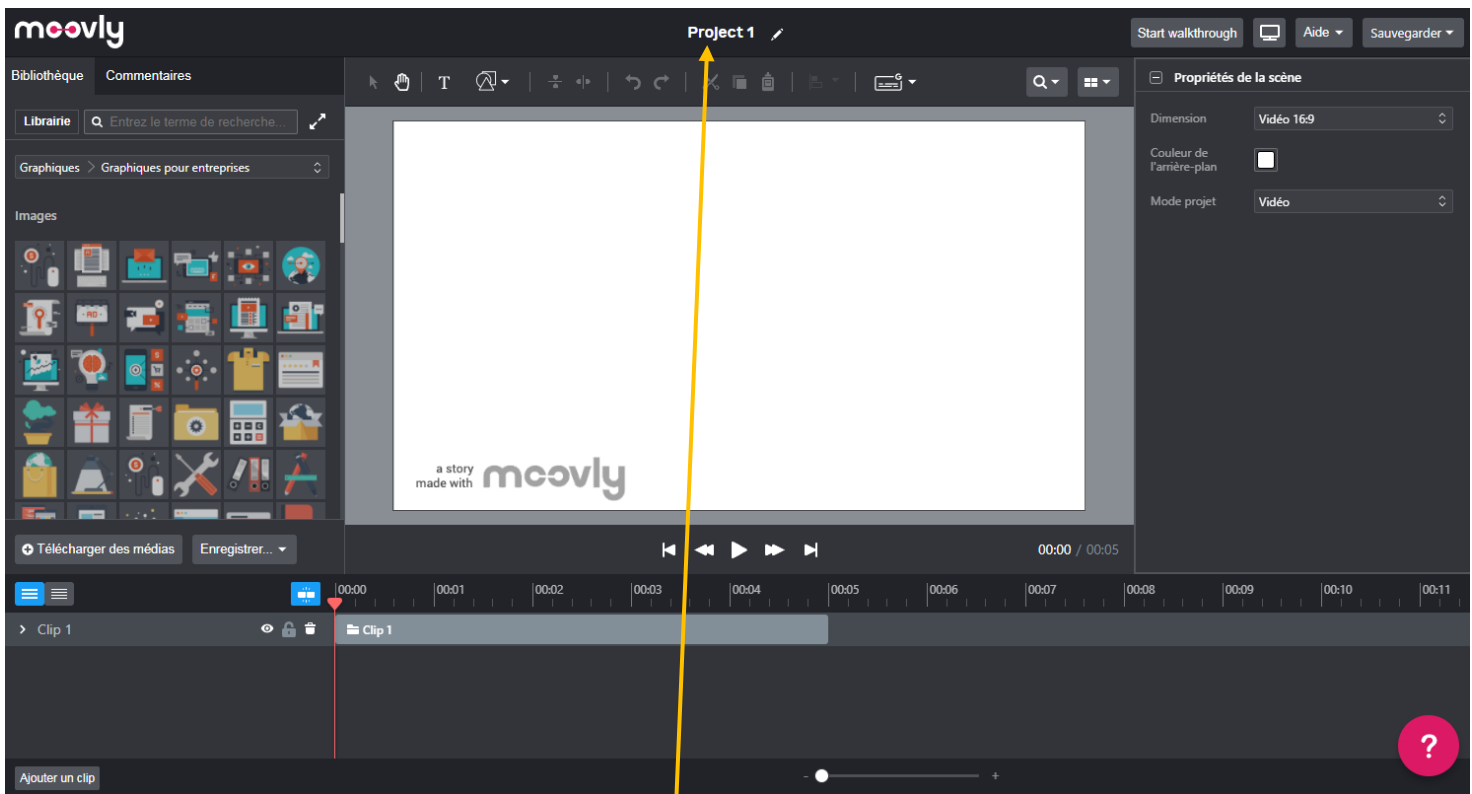 moovly
Project 1
Start walkthrough
Aide
Sauvegarder
Bibliothèque
Commentaires
T
Propriétés de la scène
Librairie
Entrez le terme de recherche...
Dimension
Vidéo 16:9
Graphiques > Graphiques pour entreprises
Couleur de
l'arrière-plan
Mode projet
Vidéo
Images
AD
a story
made with moovly
Télécharger des médias
Enregistrer...
00:00 / 00:05
00:00 00:01 00:02 00:03 00:04 00:05 00:06 00:07 00:08 00:09 00:10 00:11
Clip 1
Clip 1
?
Ajouter un clip
- +